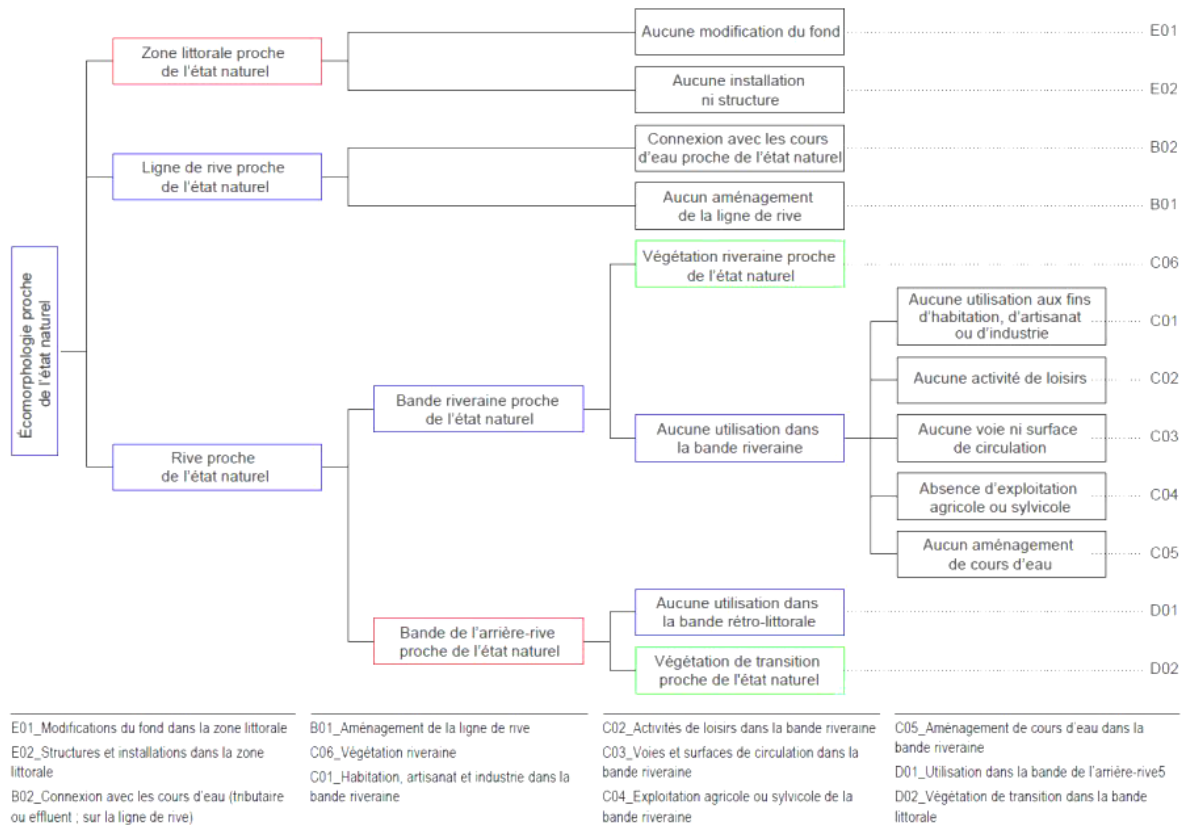 Aucune modification du fond
E01
Zone littorale proche
de l'état naturel
Aucune installation
ni structure
E02
Connexion avec les cours
d'eau proche de l'état naturel
B02
Ligne de rive proche
de l'état naturel
Aucun aménagement
de la ligne de rive
B01
Végétation riveraine proche
de l'état naturel
C06
Écomorphologie proche
de l'état naturel
Aucune utilisation aux fins
d'habitation, d'artisanat
ou d'industrie
C01
Aucune activité de loisirs
C02
Bande riveraine proche
de l'état naturel
Aucune utilisation dans
la bande riveraine
Aucune voie ni surface
de circulation
C03
Rive proche
de l'état naturel
Absence d'exploitation
agricole ou sylvicole
C04
Aucun aménagement
de cours d'eau
C05
Aucune utilisation dans
la bande rétro-littorale
D01
Bande de l'arrière-rive
proche de l'état naturel
Végétation de transition
proche de l'état naturel
D02
E01_Modifications du fond dans la zone littorale
E02_Structures et installations dans la zone
littorale
B02_Connexion avec les cours d'eau (tributaire
ou effluent ; sur la ligne de rive)
B01_Aménagement de la ligne de rive
C06_Végétation riveraine
C01_Habitation, artisanat et industrie dans la
bande riveraine
C02_Activités de loisirs dans la bande riveraine
C03_Voies et surfaces de circulation dans la
bande riveraine
C04_Exploitation agricole ou sylvicole de la
bande riveraine
C05_Aménagement de cours d'eau dans la
bande riveraine
D01_Utilisation dans la bande de l'arrière-rive5
D02_Végétation de transition dans la bande
littorale